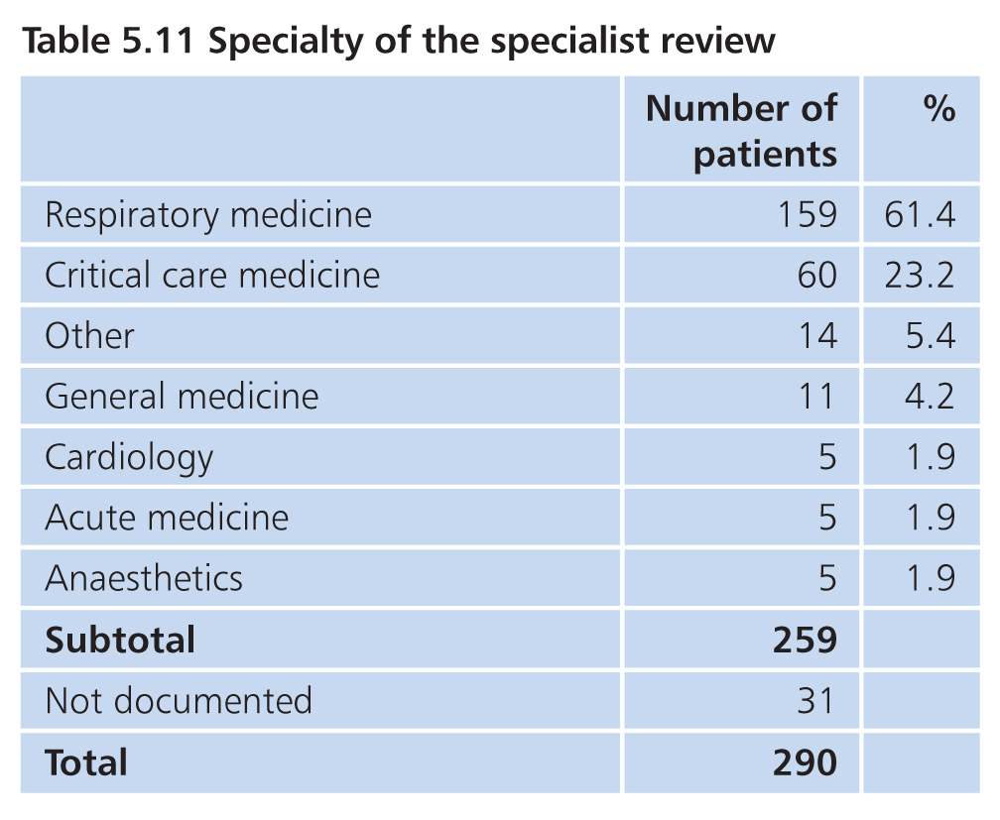 Table 5.11 Specialty of the specialist review
Number of patients %
Respiratory medicine 159 61.4
Critical care medicine 60 23.2
Other 14 5.4
General medicine 11 4.2
Cardiology 5 1.9
Acute medicine 5 1.9
Anaesthetics 5 1.9
Subtotal 259
Not documented 31
Total 290